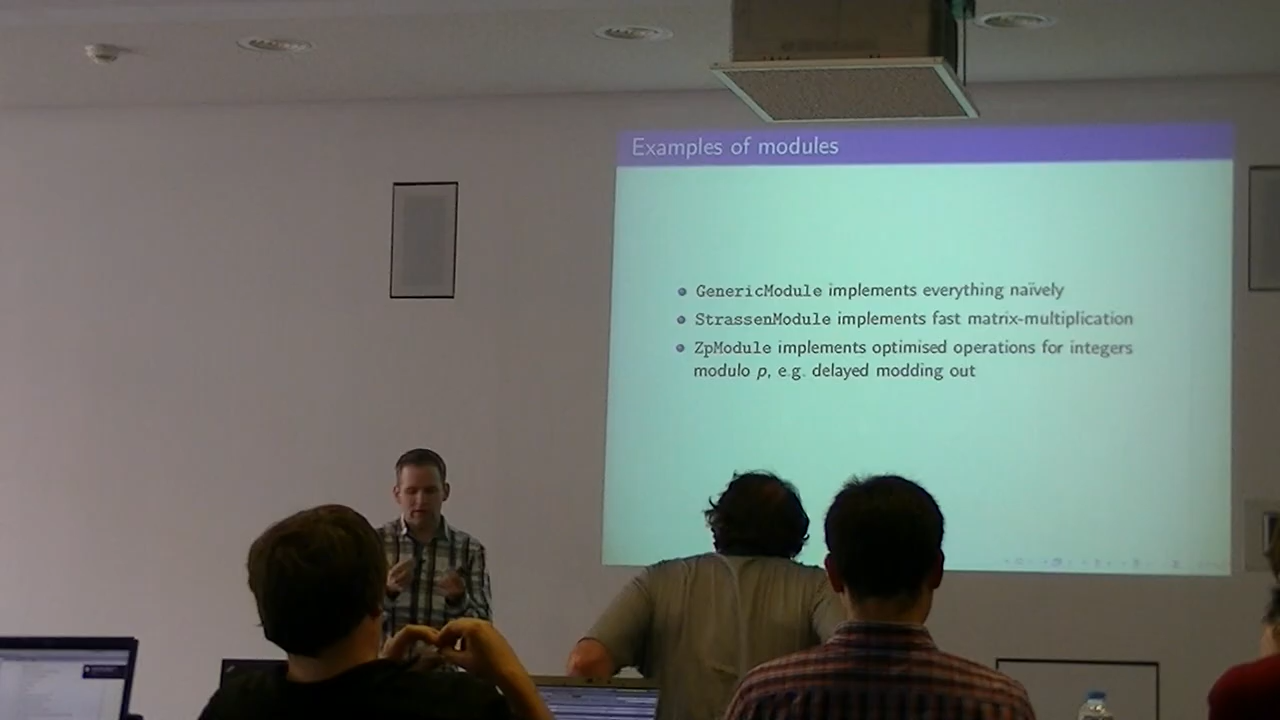 Examples of modules
GenericModule implements everything naïvely
StrassenModule implements fast matrix-multiplication
ZpModule implements optimised operations for integers
modulo p, e.g. delayed modding out